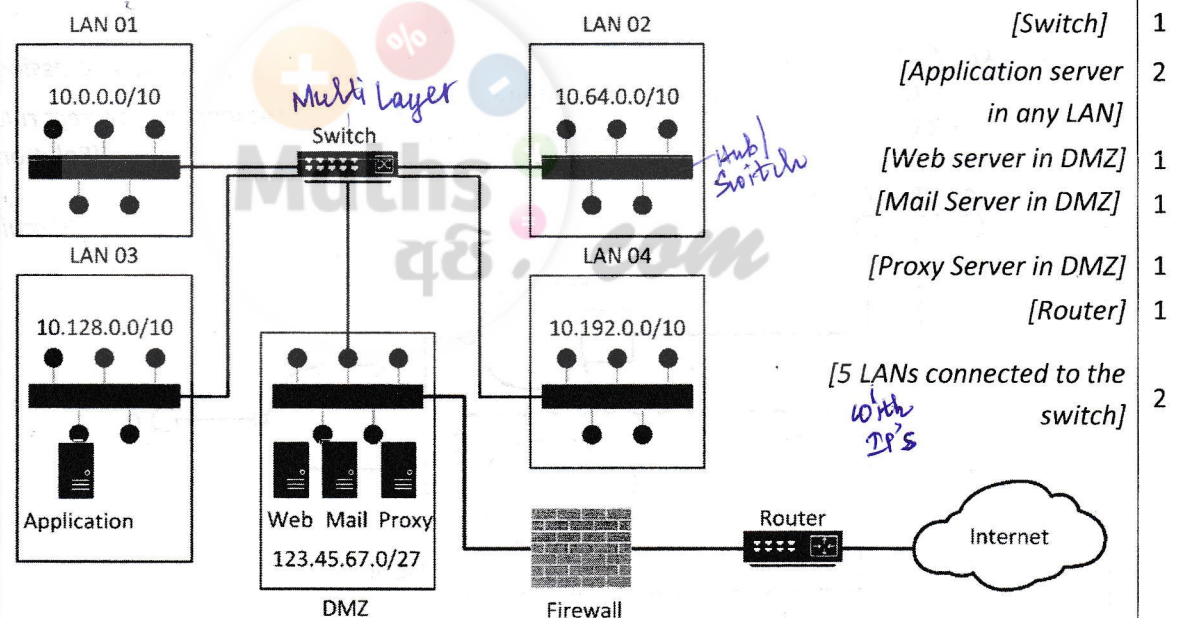 LAN 01
LAN 02
[Switch] 1
10.0.0.0/10
%
Multi Layer
10.64.0.0/10
[Application server 2
in any LAN]
Switch
Hub/
Switch
[Web server in DMZ] 1
Maths
අපි.com
[Mail Server in DMZ] 1
LAN 03
LAN 04
[Proxy Server in DMZ] 1
10.128.0.0/10
10.192.0.0/10
[Router] 1
[5 LANs connected to the
switch] 2
with
IP's
Application
Web Mail Proxy
123.45.67.0/27
DMZ
Firewall
Router
Internet